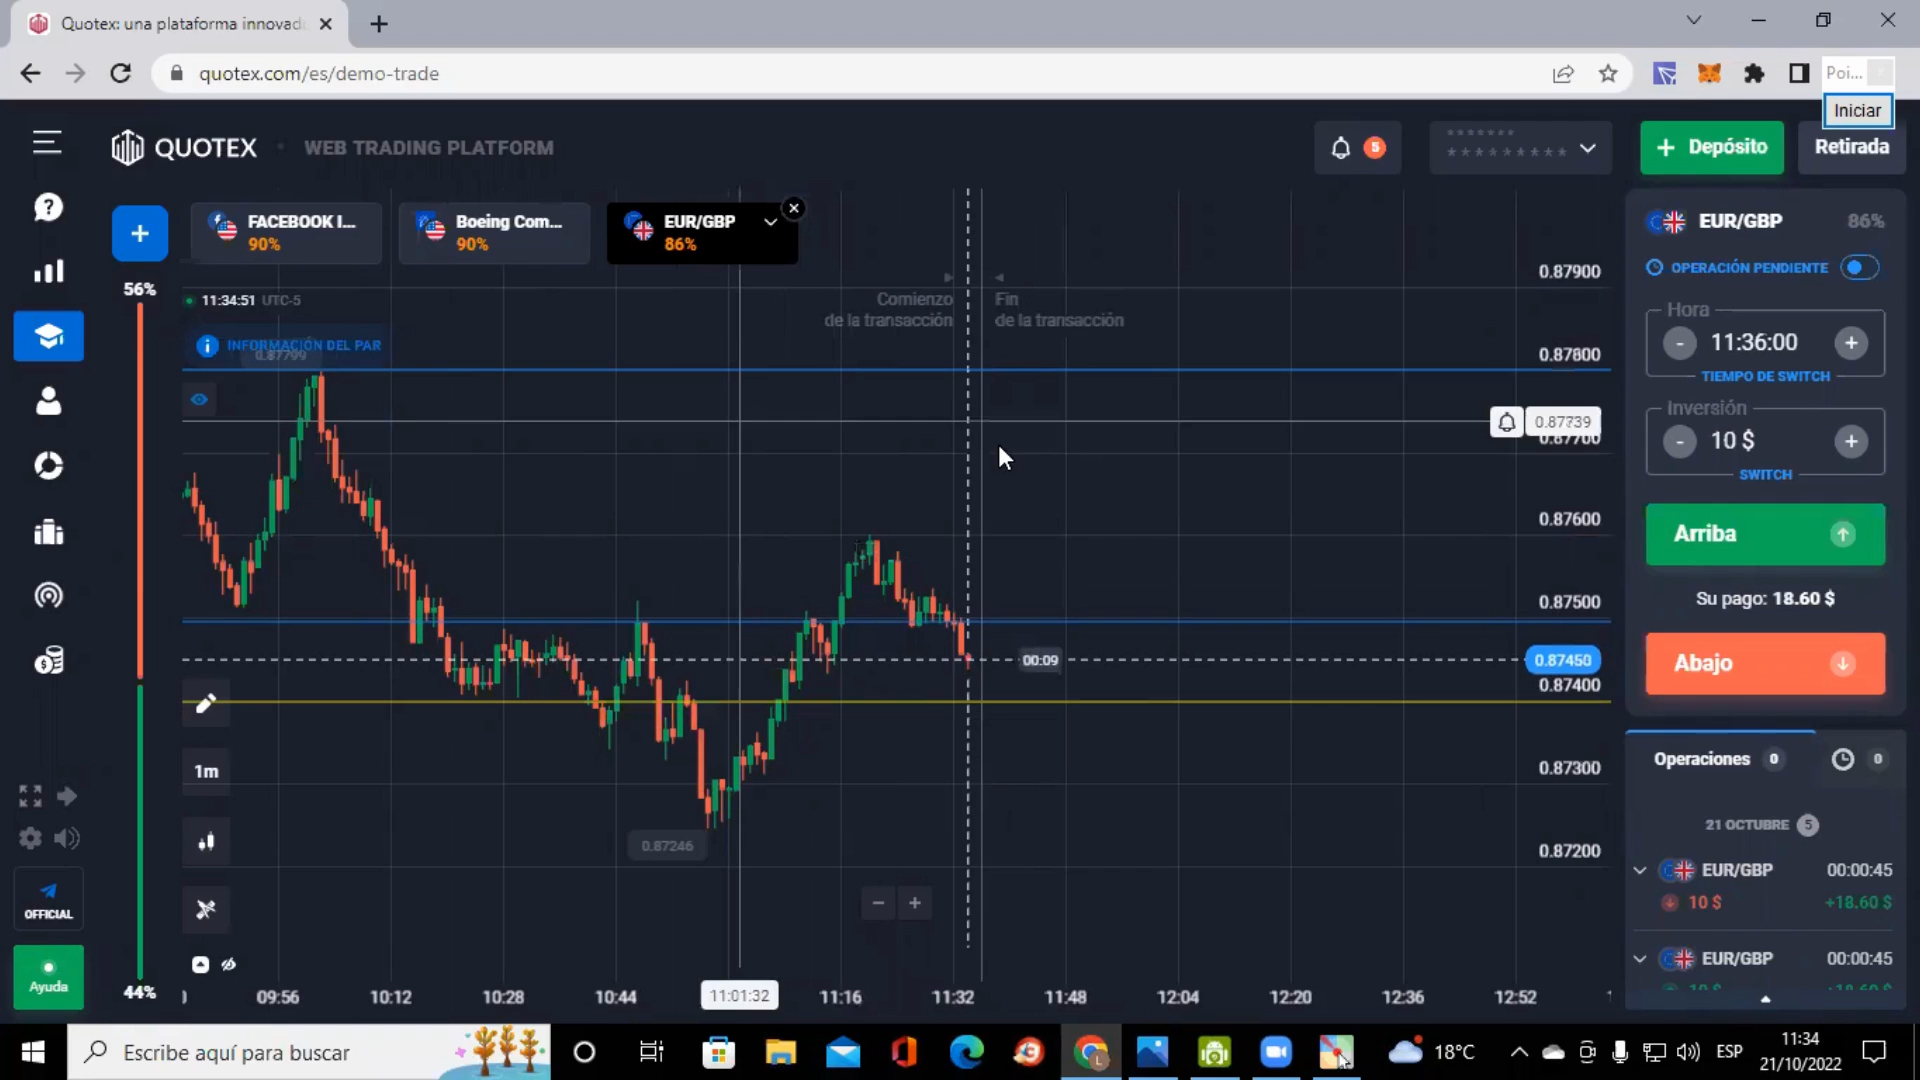 Quotex: una plataforma innovad
quotex.com/es/demo-trade
Poi...
Iniciar
QUOTEX
WEB TRADING PLATFORM
5
******* 
*********
+ Depósito
Retirada
FACEBOOK I...
90%
Boeing Com...
90%
EUR/GBP
86%
56%
11:34:51 UTC-5
INFORMACIÓN DEL PAR
0.87799
Comienzo
de la transacción
Fin
de la transacción
0.87900
0.87800
0.87739
0.87700
0.87600
0.87500
00:09
0.87450
0.87400
0.87300
0.87246
0.87200
1m
44%
09:56
10:12
10:28
10:44
11:01:32
11:16
11:32
11:48
12:04
12:20
12:36
12:52
EUR/GBP
86%
OPERACIÓN PENDIENTE
Hora
- 11:36:00 +
TIEMPO DE SWITCH
Inversión
- 10 $ +
SWITCH
Arriba
Su pago: 18.60 $
Abajo
Operaciones 0
0
21 OCTUBRE 5
EUR/GBP 00:00:45
10 $ +18.60 $
EUR/GBP 00:00:45
OFFICIAL
Ayuda
Escribe aquí para buscar
18°C
ESP
11:34
21/10/2022